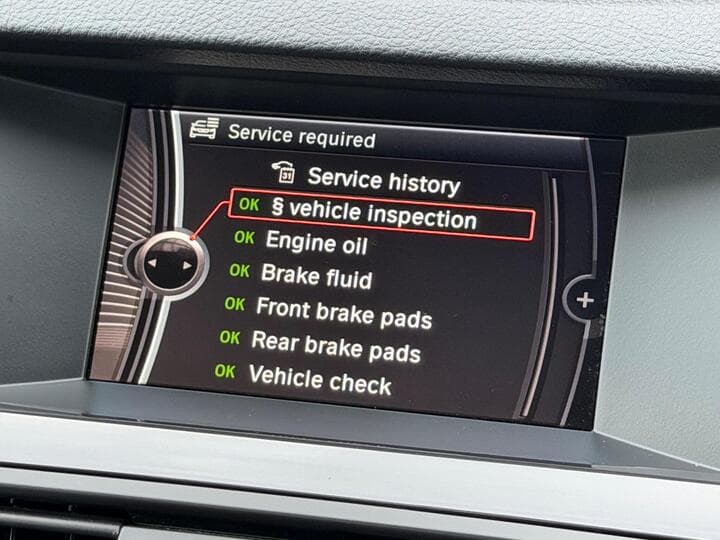 Service required
31
Service history
OK § vehicle inspection
OK Engine oil
OK Brake fluid
OK Front brake pads
OK Rear brake pads
OK Vehicle check
+